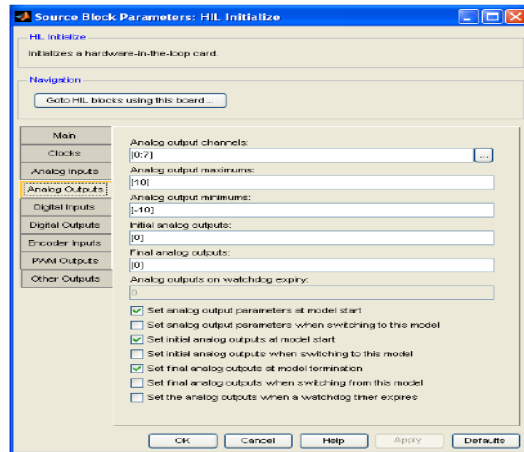 Source Block Parameters: HIL Initialize
HIL Initialize
Initializes a hardware-in-the-loop card.
Navigation
Goto HIL blocks using this board...
Main
Clocks
Analog Inputs
Analog Outputs
Digital Inputs
Digital Outputs
Encoder Inputs
PWM Outputs
Other Outputs
Analog output channels:
[0:7]
...
Analog output maximums:
[10]
Analog output minimums:
[-10]
Initial analog outputs:
[0]
Final analog outputs:
[0]
Analog outputs on watchdog expiry:
0
Set analog output parameters at model start
Set analog output parameters when switching to this model
Set initial analog outputs at model start
Set initial analog outputs when switching to this model
Set final analog outputs at model termination
Set final analog outputs when switching from this model
Set the analog outputs when a watchdog timer expires
OK Cancel Help Apply Defaults